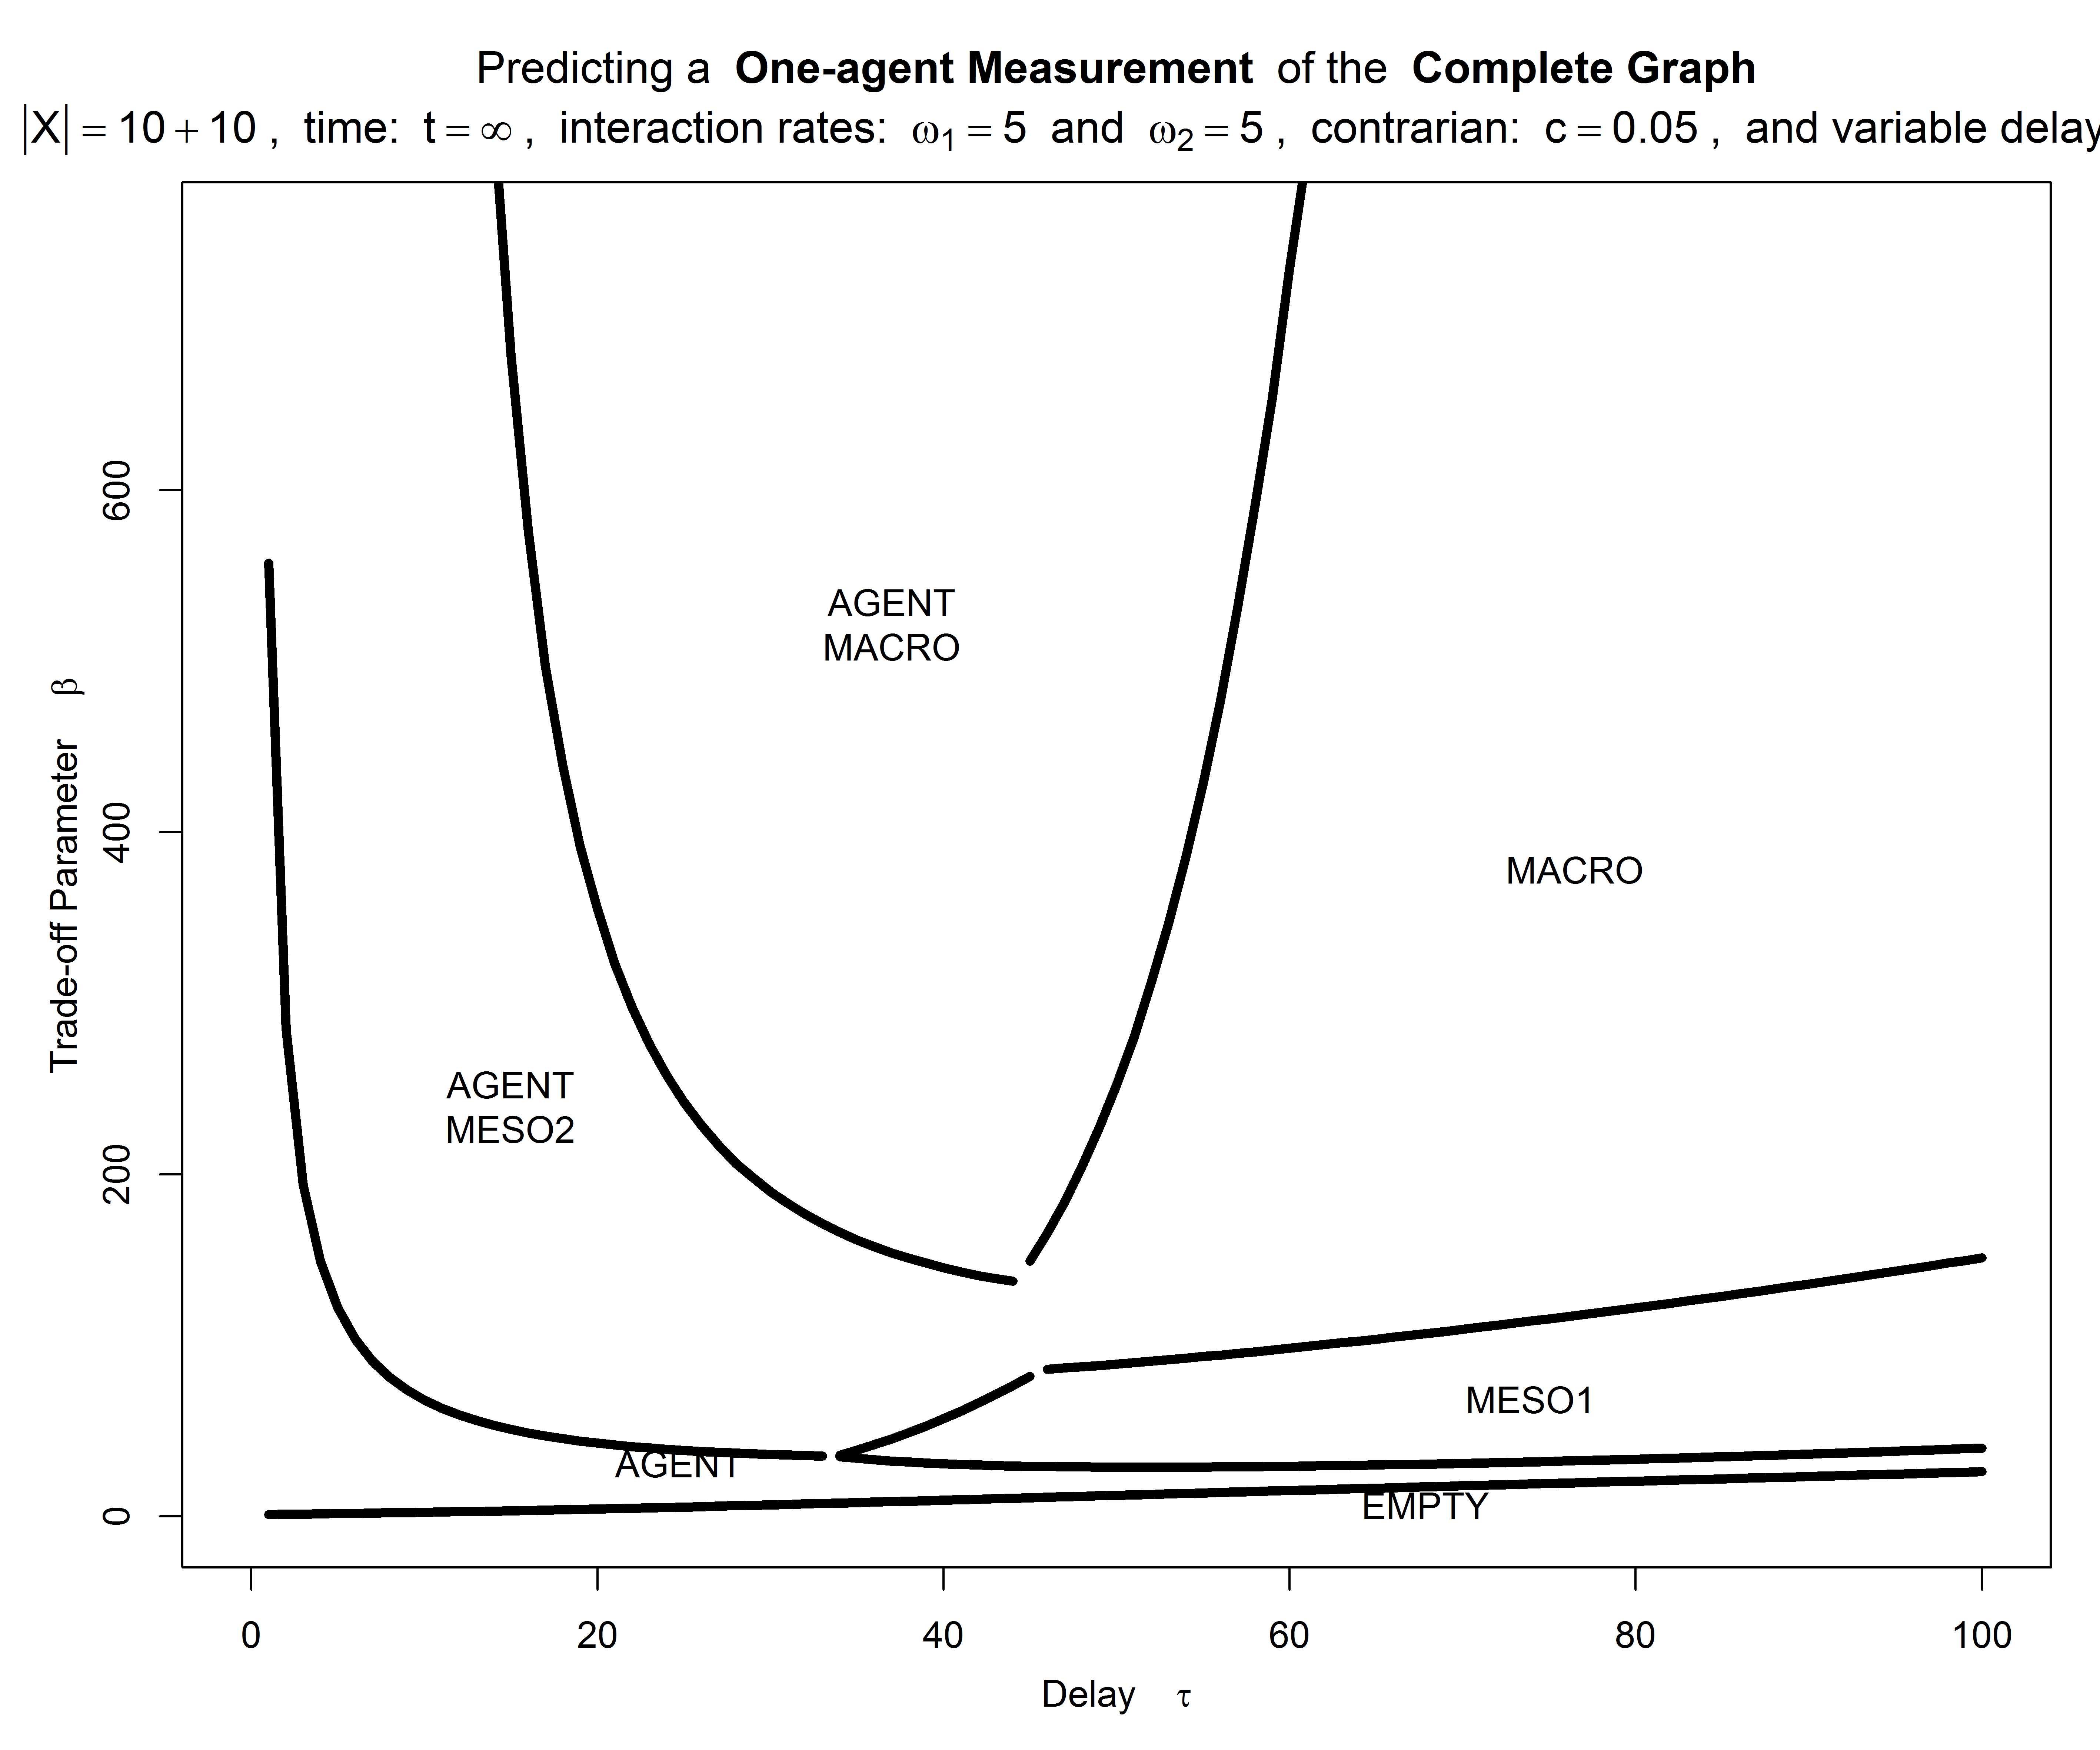 Predicting a One-agent Measurement of the Complete Graph
|X| = 10 + 10 , time: t = ∞ , interaction rates: ω1 = 5 and ω2 = 5 , contrarian: c = 0.05 , and variable delay
600
400
200
0
Trade-off Parameter β
AGENT
MACRO
MACRO
AGENT
MESO2
MESO1
AGENT
EMPTY
0 20 40 60 80 100
Delay τ